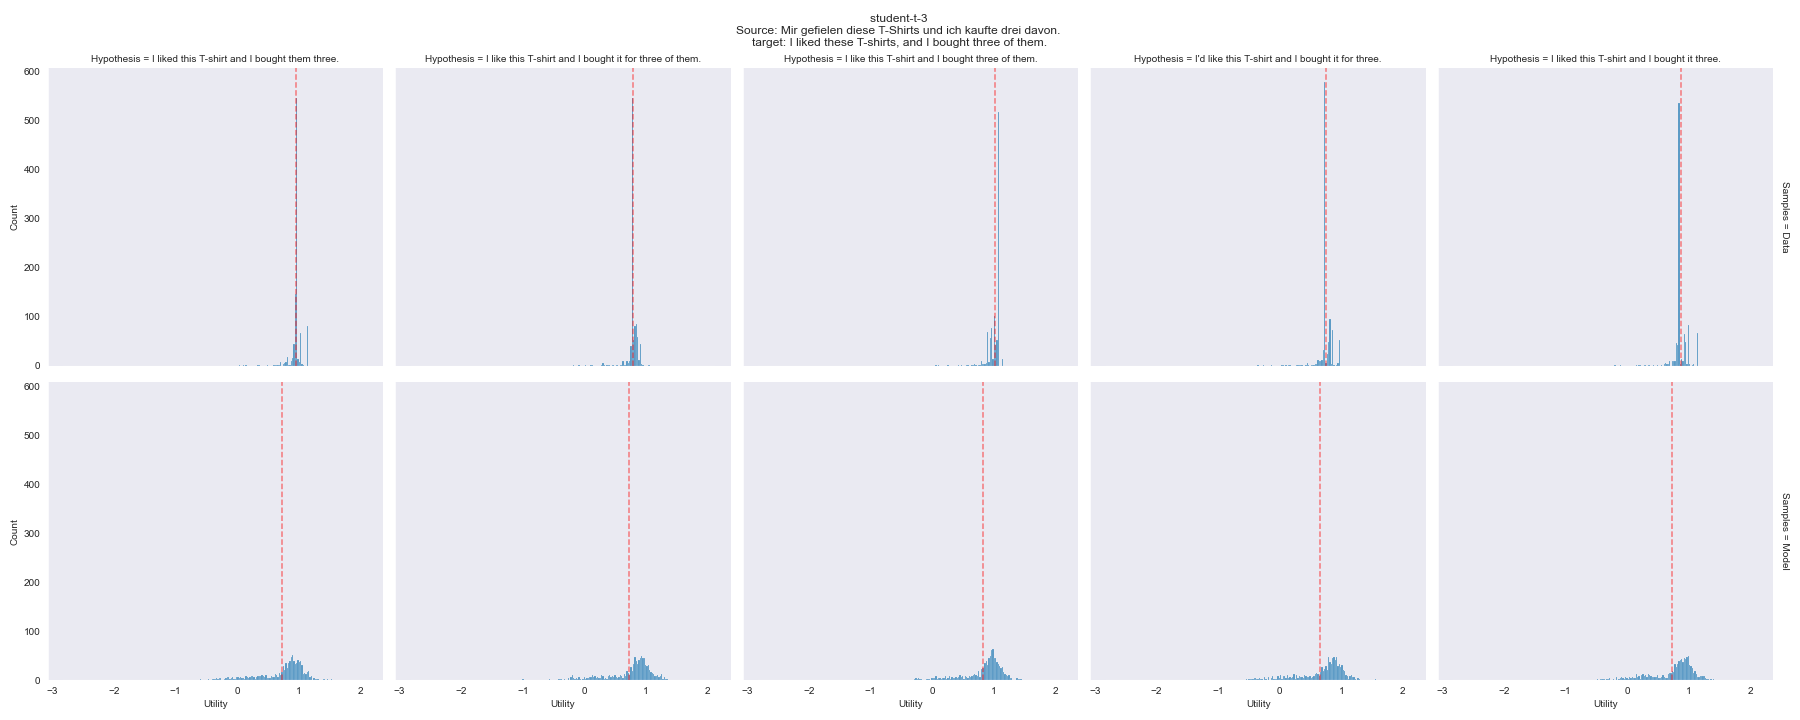 student-t-3
Source: Mir gefielen diese T-Shirts und ich kaufte drei davon.
target: I liked these T-shirts, and I bought three of them.
Hypothesis = I liked this T-shirt and I bought them three.
Hypothesis = I like this T-shirt and I bought it for three of them.
Hypothesis = I like this T-shirt and I bought three of them.
Hypothesis = I'd like this T-shirt and I bought it for three.
Hypothesis = I liked this T-shirt and I bought it three.
600
500
400
300
200
100
0
Count
Samples = Data
600
500
400
300
200
100
0
Count
Samples = Model
−3 −2 −1 0 1 2
−3 −2 −1 0 1 2
−3 −2 −1 0 1 2
−3 −2 −1 0 1 2
−3 −2 −1 0 1 2
Utility
Utility
Utility
Utility
Utility